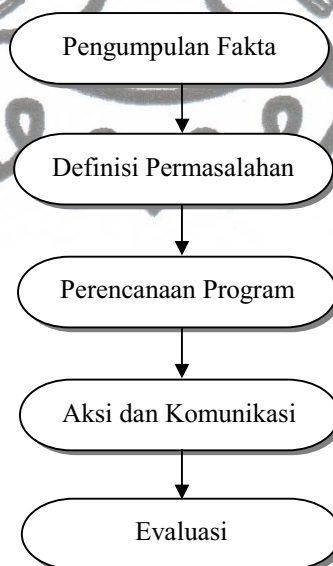 Pengumpulan Fakta
Definisi Permasalahan
Perencanaan Program
Aksi dan Komunikasi
Evaluasi